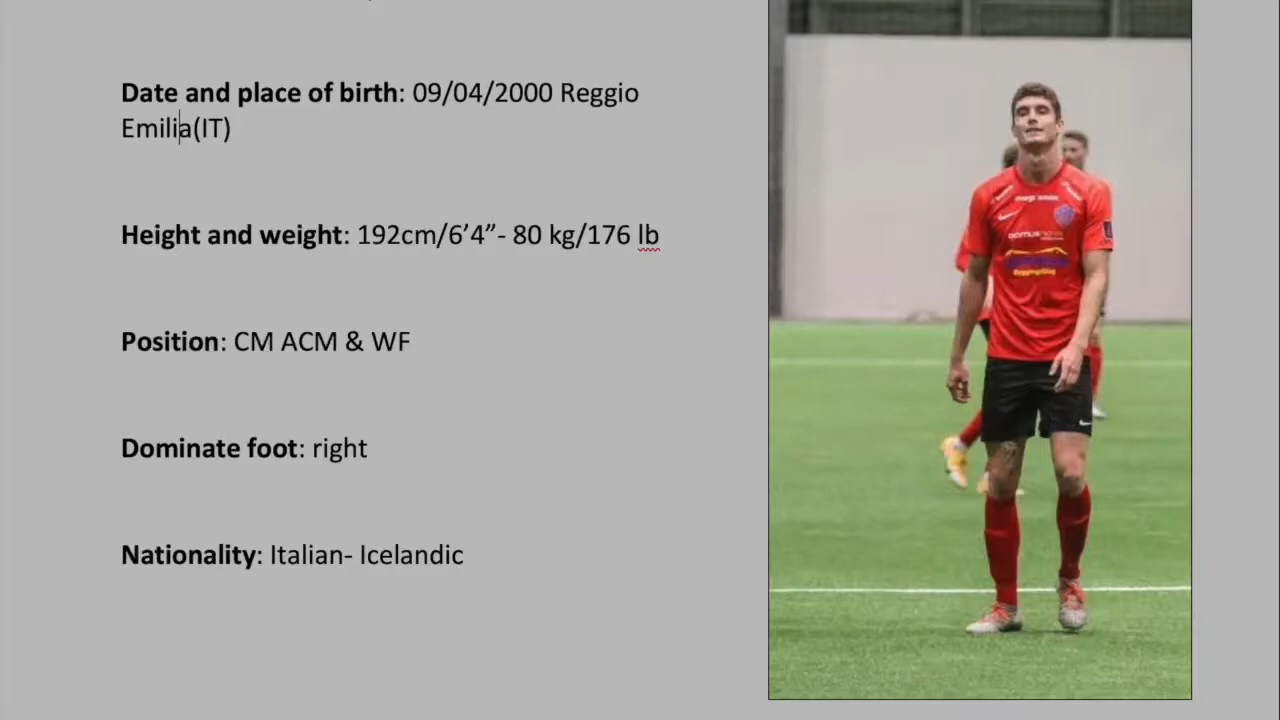 Date and place of birth: 09/04/2000 Reggio
Emilia(IT)
Height and weight: 192cm/6’4”- 80 kg/176 lb
Position: CM ACM & WF
Dominate foot: right
Nationality: Italian- Icelandic
DOMUSNOVA